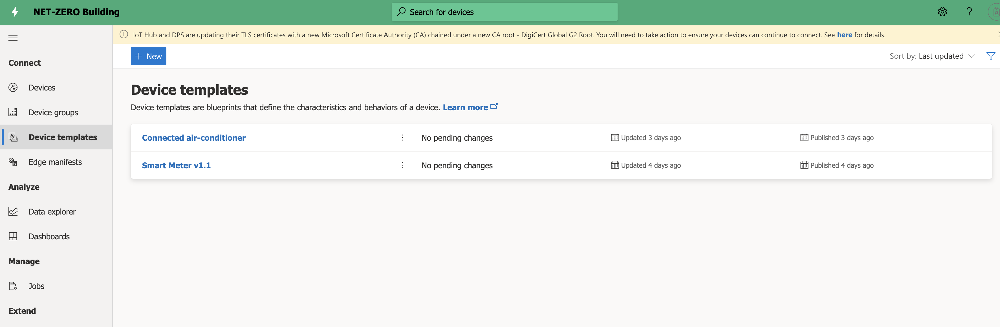 NET-ZERO Building
Search for devices
IoT Hub and DPS are updating their TLS certificates with a new Microsoft Certificate Authority (CA) chained under a new CA root - DigiCert Global G2 Root. You will need to take action to ensure your devices can continue to connect. See here for details.
New
Sort by: Last updated
Connect
Devices
Device groups
Device templates
Edge manifests
Analyze
Data explorer
Dashboards
Manage
Jobs
Extend
Device templates
Device templates are blueprints that define the characteristics and behaviors of a device. Learn more
Connected air-conditioner No pending changes Updated 3 days ago Published 3 days ago
Smart Meter v1.1 No pending changes Updated 4 days ago Published 4 days ago